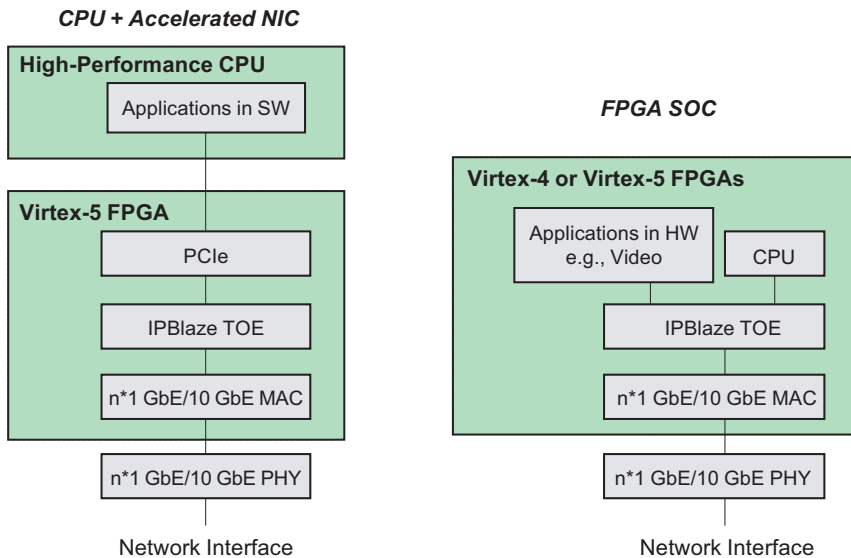 CPU + Accelerated NIC
High-Performance CPU
Applications in SW
Virtex-5 FPGA
PCIe
IPBlaze TOE
n*1 GbE/10 GbE MAC
n*1 GbE/10 GbE PHY
Network Interface
FPGA SOC
Virtex-4 or Virtex-5 FPGAs
Applications in HW
e.g., Video
CPU
IPBlaze TOE
n*1 GbE/10 GbE MAC
n*1 GbE/10 GbE PHY
Network Interface